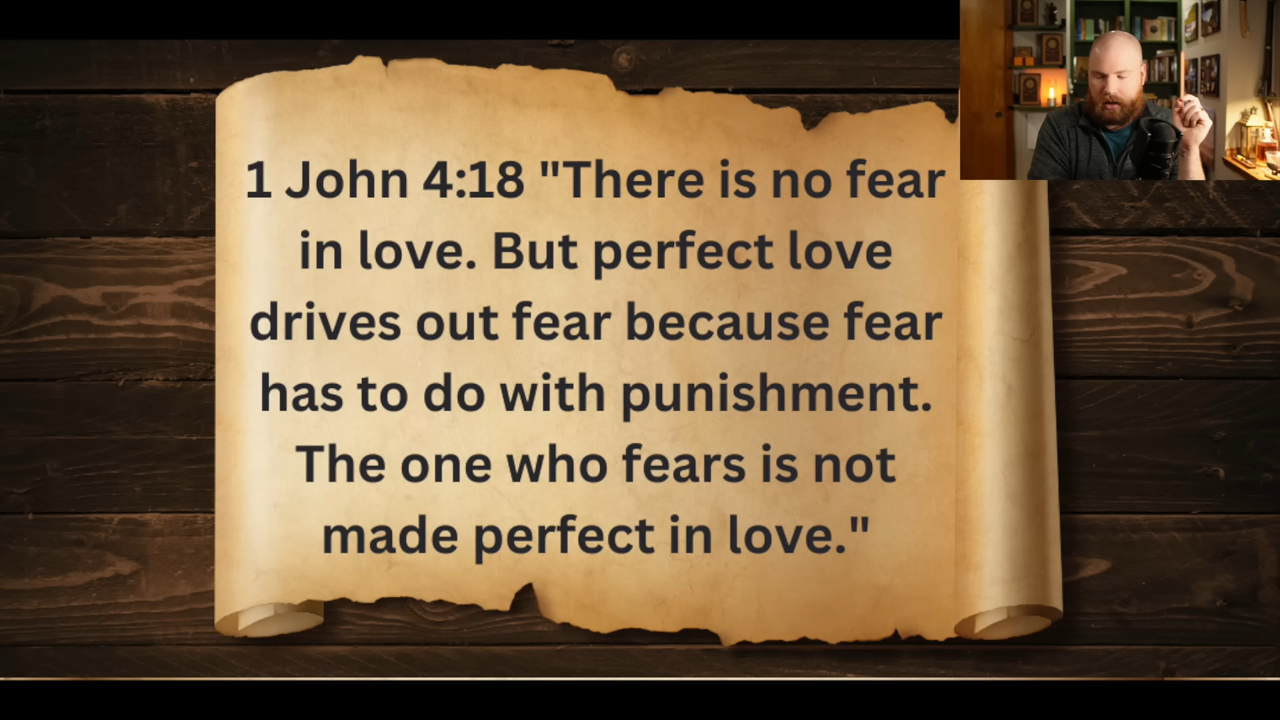 1 John 4:18 "There is no fear
in love. But perfect love
drives out fear because fear
has to do with punishment.
The one who fears is not
made perfect in love."